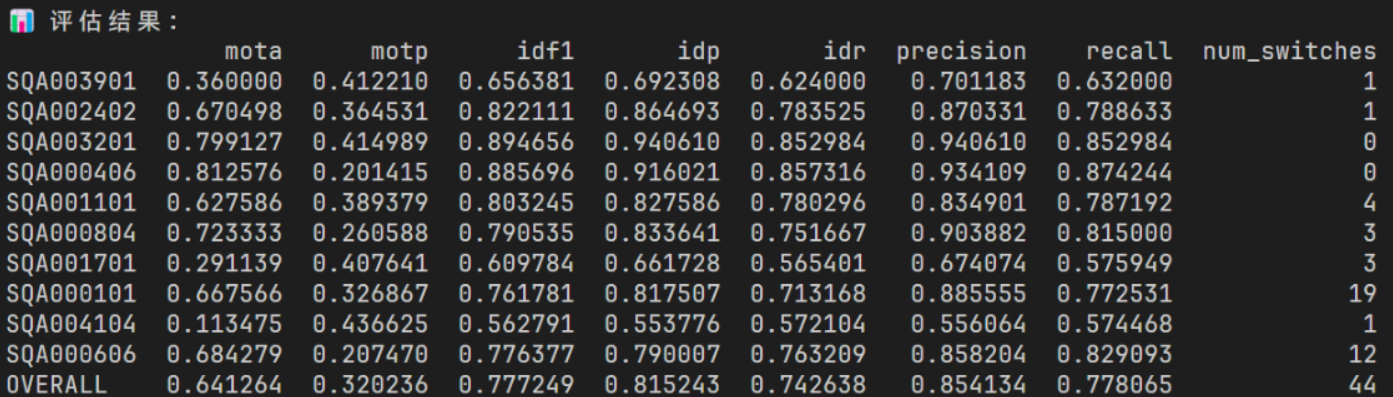 📊 评估结果：
mota motp idf1 idp idr precision recall num_switches
SQA003901 0.360000 0.412210 0.656381 0.692308 0.624000 0.701183 0.632000 1
SQA002402 0.670498 0.364531 0.822111 0.864693 0.783525 0.870331 0.788633 1
SQA003201 0.799127 0.414989 0.894656 0.940610 0.852984 0.940610 0.852984 0
SQA000406 0.812576 0.201415 0.885696 0.916021 0.857316 0.934109 0.874244 0
SQA001101 0.627586 0.389379 0.803245 0.827586 0.780296 0.834901 0.787192 4
SQA000804 0.723333 0.260588 0.790535 0.833641 0.751667 0.903882 0.815000 3
SQA001701 0.291139 0.407641 0.609784 0.661728 0.565401 0.674074 0.575949 3
SQA000101 0.667566 0.326867 0.761781 0.817507 0.713168 0.885555 0.772531 19
SQA004104 0.113475 0.436625 0.562791 0.553776 0.572104 0.556064 0.574468 1
SQA000606 0.684279 0.207470 0.776377 0.790007 0.763209 0.858204 0.829093 12
OVERALL 0.641264 0.320236 0.777249 0.815243 0.742638 0.854134 0.778065 44